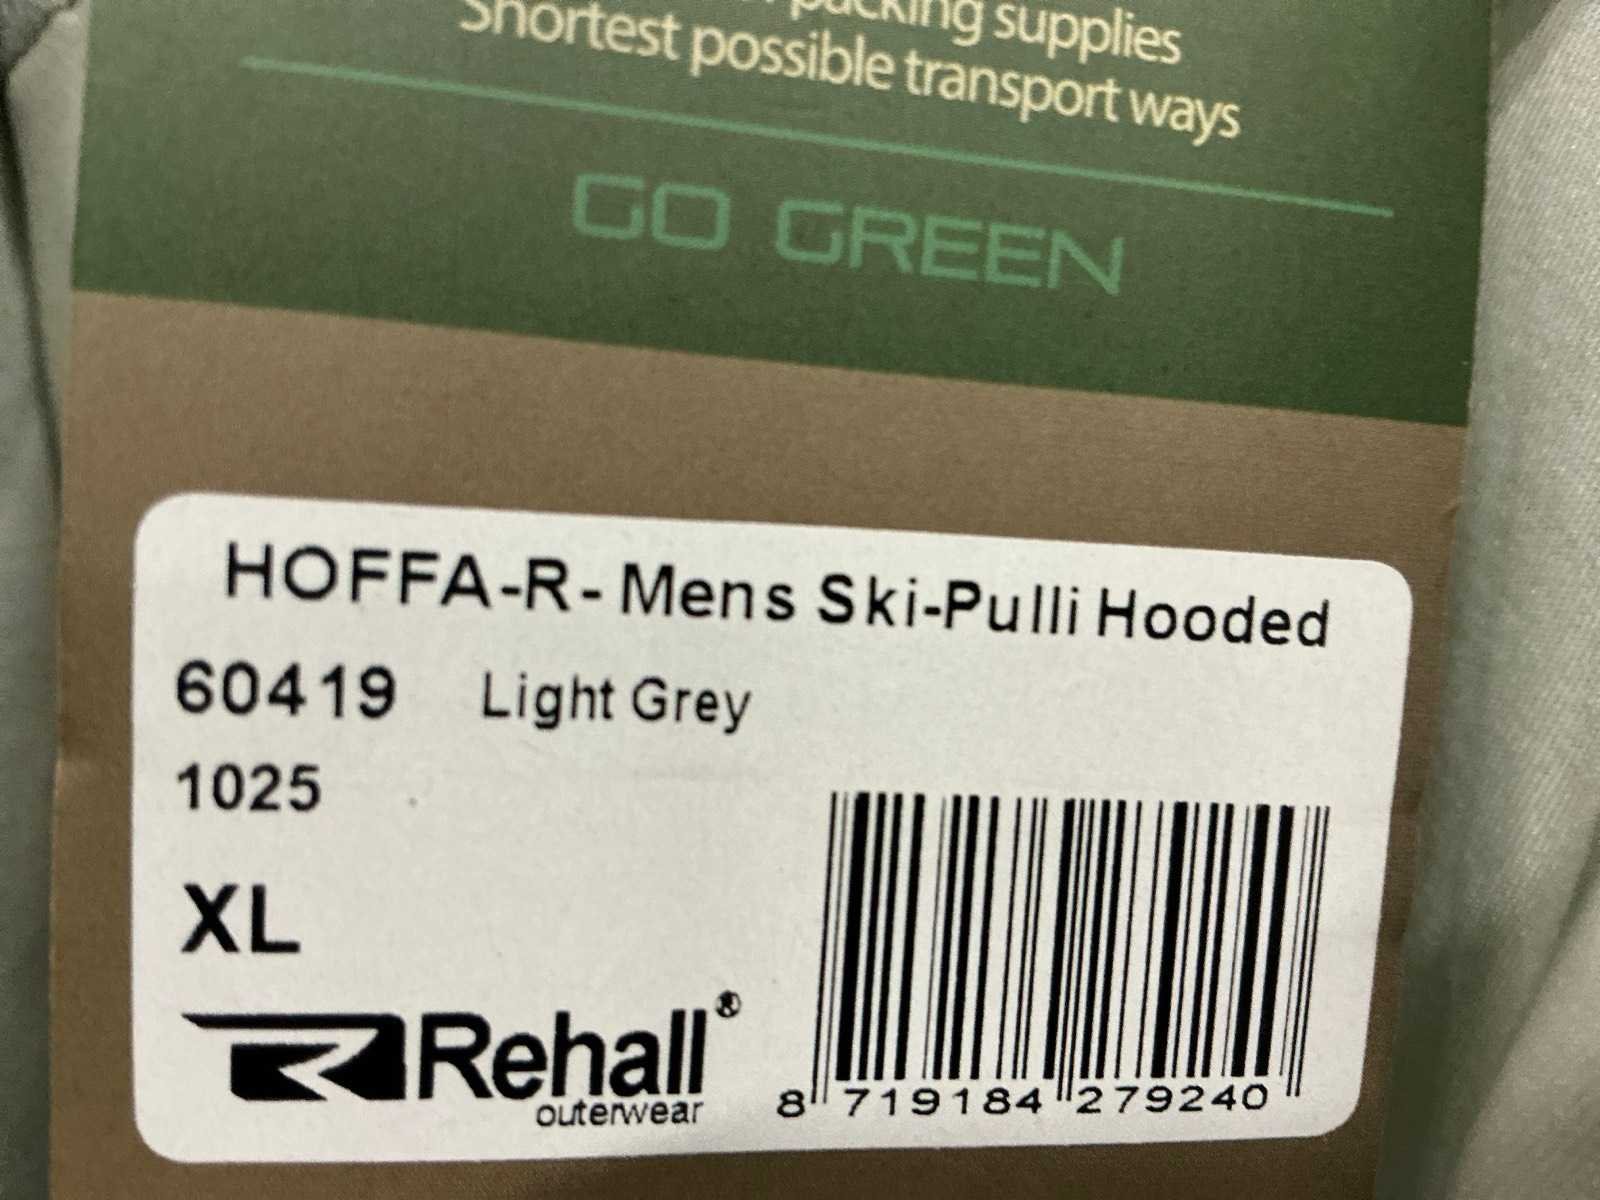 packing supplies
Shortest possible transport ways
GO GREEN
HOFFA-R- Mens Ski-Pulli Hooded
60419 Light Grey
1025
XL
Rehall®
outerwear
8 719184 279240